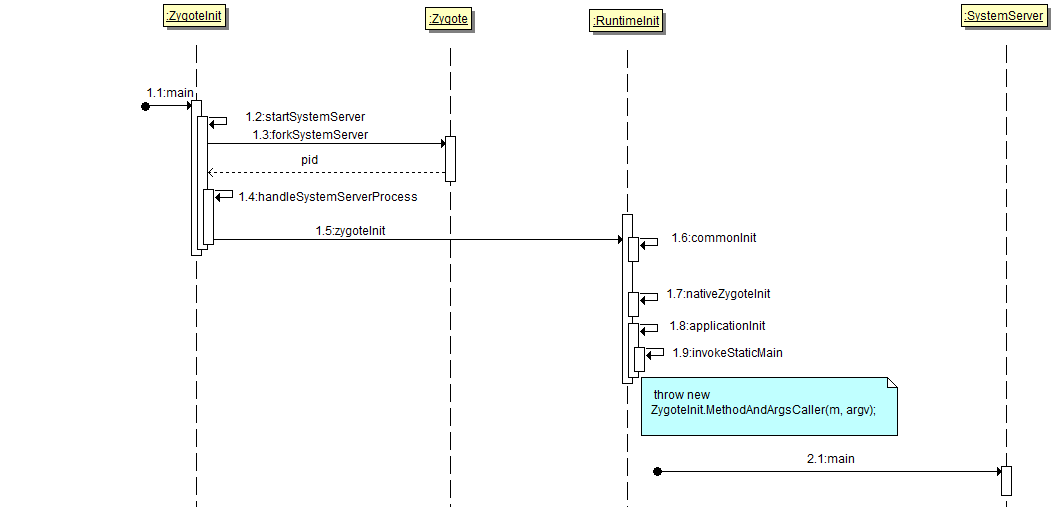 :ZygoteInit
:Zygote
:RuntimeInit
:SystemServer
1.1:main
1.2:startSystemServer
1.3:forkSystemServer
pid
1.4:handleSystemServerProcess
1.5:zygoteInit
1.6:commonInit
1.7:nativeZygoteInit
1.8:applicationInit
1.9:invokeStaticMain
throw new
ZygoteInit.MethodAndArgsCaller(m, argv);
2.1:main